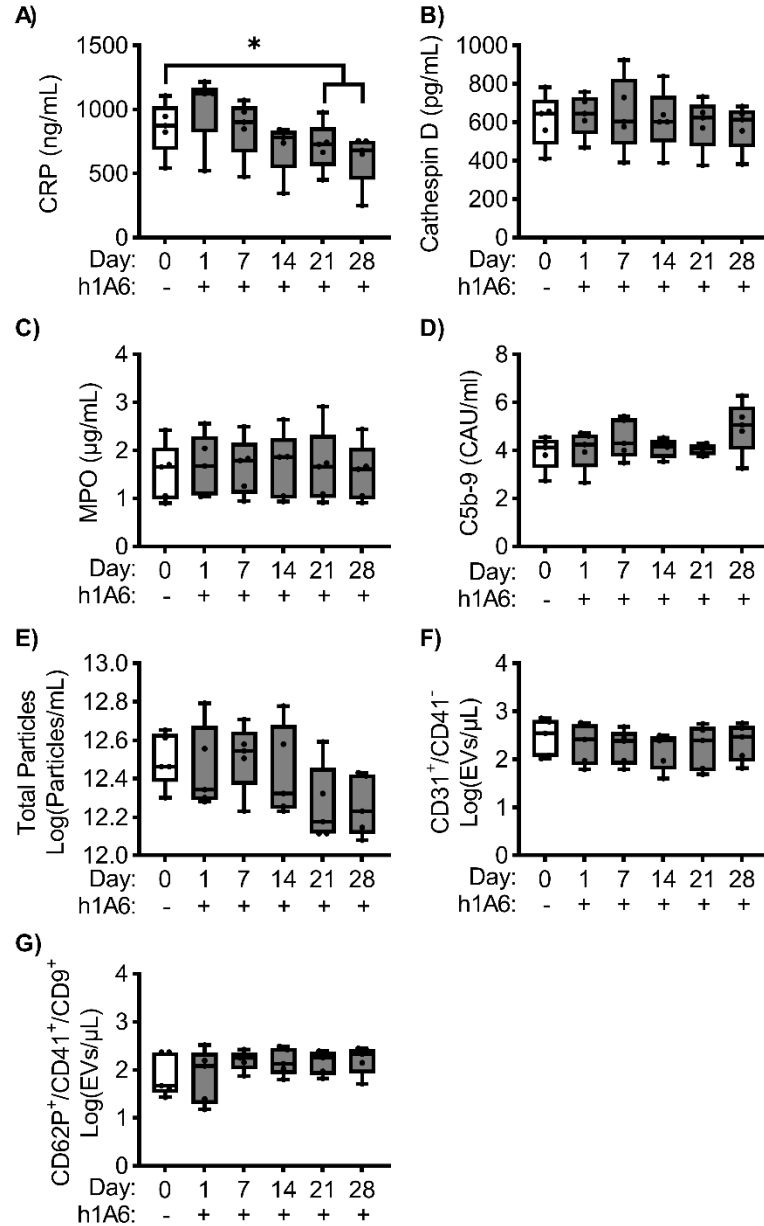 A)
*
1500
1000
500
0
CRP (ng/mL)
Day: 0 1 7 14 21 28
h1A6: - + + + + +
B)
1000
800
600
400
200
0
Cathespin D (pg/mL)
Day: 0 1 7 14 21 28
h1A6: - + + + + +
C)
4
3
2
1
0
MPO (µg/mL)
Day: 0 1 7 14 21 28
h1A6: - + + + + +
D)
8
6
4
2
0
C5b-9 (CAU/ml)
Day: 0 1 7 14 21 28
h1A6: - + + + + +
E)
13.0
12.8
12.6
12.4
12.2
12.0
Total Particles
Log(Particles/mL)
Day: 0 1 7 14 21 28
h1A6: - + + + + +
F)
4
3
2
1
0
CD31⁺/CD41⁻
Log(EVs/µL)
Day: 0 1 7 14 21 28
h1A6: - + + + + +
G)
4
3
2
1
0
CD62P⁺/CD41⁺/CD9⁺
Log(EVs/µL)
Day: 0 1 7 14 21 28
h1A6: - + + + + +